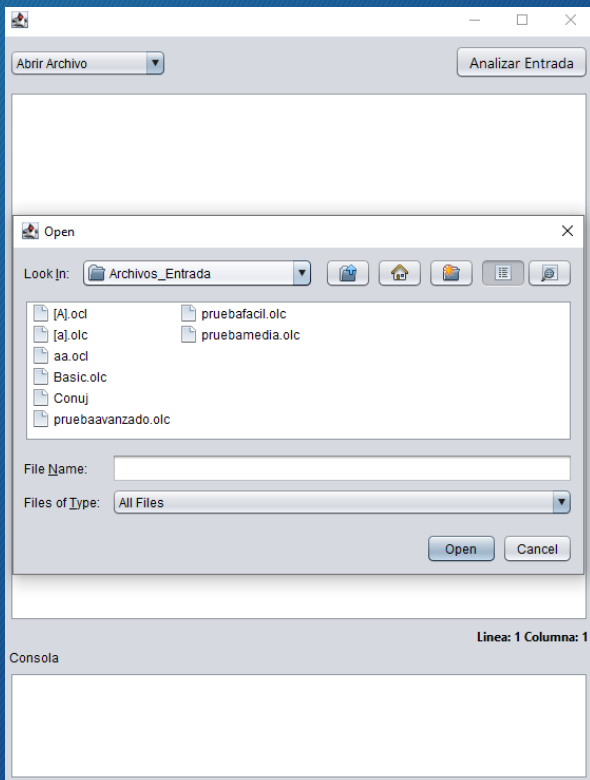 Abrir Archivo
Analizar Entrada
Open
Look In:
Archivos_Entrada
[A].ocl
[a].olc
aa.ocl
Basic.olc
Conuj
pruebaavanzado.olc
pruebafacil.olc
pruebamedia.olc
File Name:
Files of Type:
All Files
Open
Cancel
Linea: 1 Columna: 1
Consola